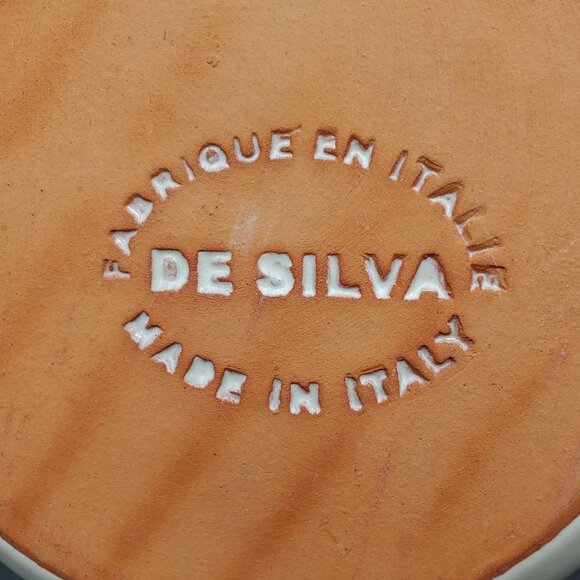 FABRIQUE EN ITALIE
DE SILVA
MADE IN ITALY